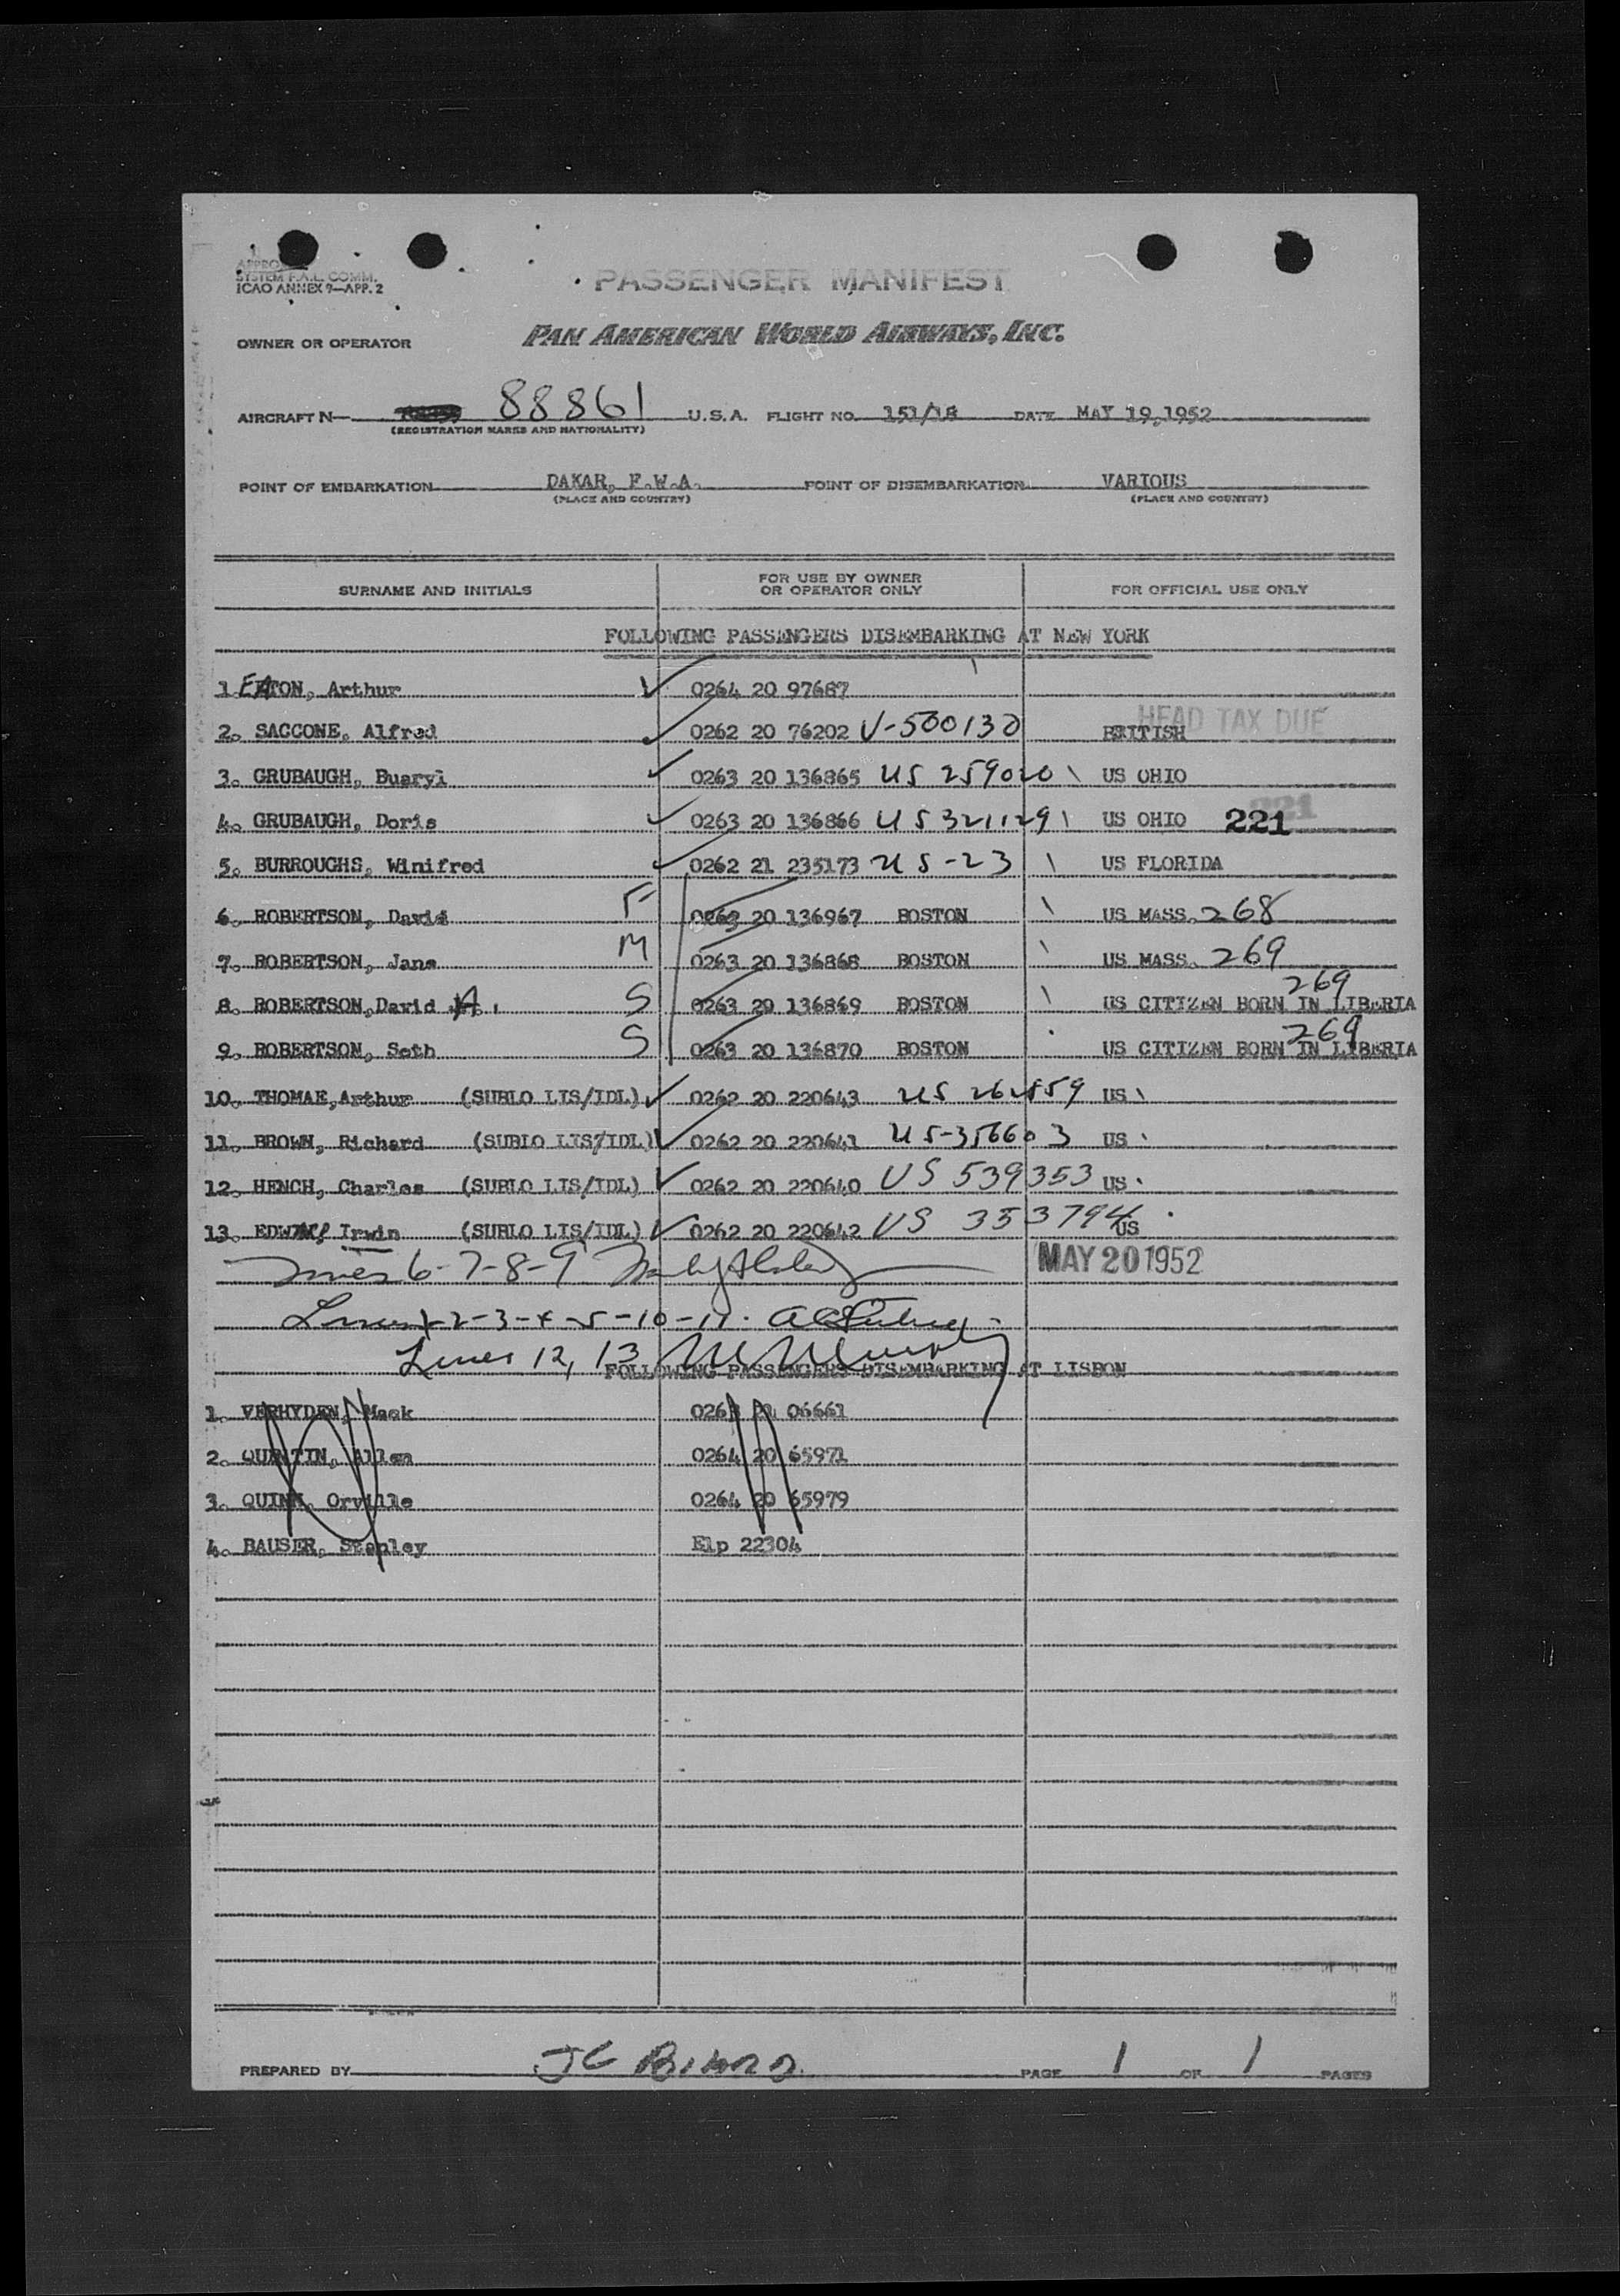 APPRO
SYSTEM F.A.L. COMM.
ICAO ANNEX 9—APP. 2
PASSENGER MANIFEST
OWNER OR OPERATOR PAN AMERICAN WORLD AIRWAYS, INC.
AIRCRAFT N— 88861 U.S.A. FLIGHT NO. 151/18 DATE MAY 19, 1952
(REGISTRATION MARKS AND NATIONALITY)
POINT OF EMBARKATION DAKAR, F.W.A. POINT OF DISEMBARKATION VARIOUS
(PLACE AND COUNTRY) (PLACE AND COUNTRY)
SURNAME AND INITIALS FOR USE BY OWNER OR OPERATOR ONLY FOR OFFICIAL USE ONLY
FOLLOWING PASSENGERS DISEMBARKING AT NEW YORK
1 EATON, Arthur 0264 20 97687
HEAD TAX DUE
2. SACCONE, Alfred 0262 20 76202 V-500130 BRITISH
3. GRUBAUGH, Buaryl 0263 20 136865 US 259020 US OHIO
4. GRUBAUGH, Doris 0263 20 136866 US 321129 US OHIO 221
5. BURROUGHS, Winifred 0262 21 235173 US-23 US FLORIDA
6. ROBERTSON, David F 0263 20 136967 BOSTON US MASS. 268
7. ROBERTSON, Jane M 0263 20 136868 BOSTON US MASS. 269
8. ROBERTSON, David A. S 0263 20 136869 BOSTON US CITIZEN BORN IN LIBERIA 269
9. ROBERTSON, Seth S 0263 20 136870 BOSTON US CITIZEN BORN IN LIBERIA 269
10. THOMAE, Arthur (SUBLO LIS/IDL) 0262 20 220643 US 262859 US
11. BROWN, Richard (SUBLO LIS/IDL) 0262 20 220641 US-356603 US
12. HENCH, Charles (SUBLO LIS/IDL) 0262 20 220640 US 539353 US
13. Irwin (SUBLO LIS/IDL) 0262 20 220642 US 353794 US
6-7-8-9 MAY 20 1952
Lines 1-2-3-4-5-10-11.
Lines 12, 13
FOLLOWING PASSENGERS DISEMBARKING AT LISBON
1. VERHYDEN, Mack 06661
2. QUENTIN, Allen 0264 20 65971
3. QUINN, Orville 0264 20 65979
4. BAUSER, Stanley Elp 22304
PREPARED BY JC PAGE 1 OF 1 PAGES